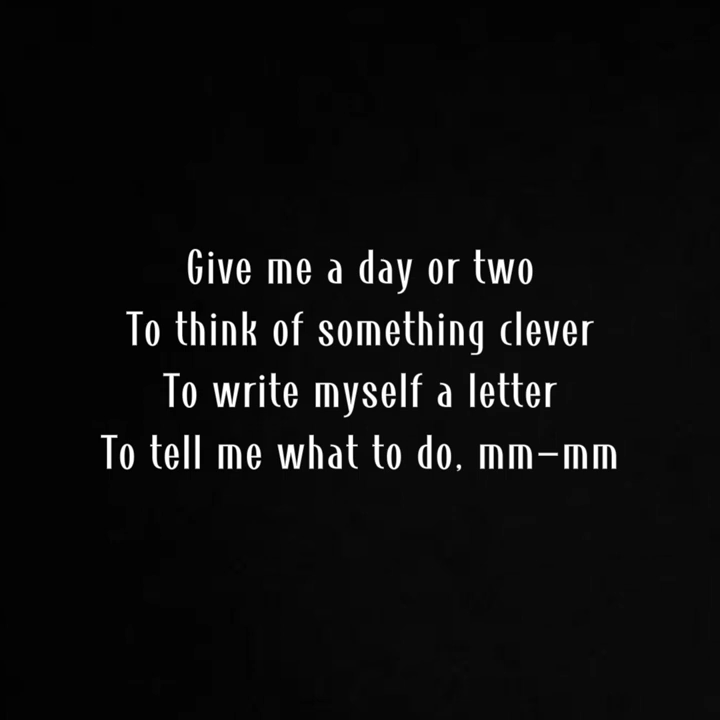 Give me a day or two
To think of something clever
To write myself a letter
To tell me what to do, mm-mm